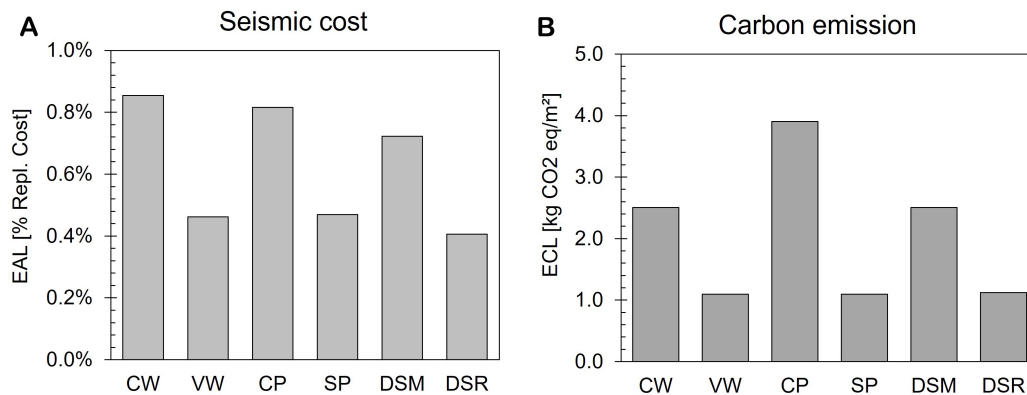 A
Seismic cost
EAL [% Repl. Cost]
1.0%
0.8%
0.6%
0.4%
0.2%
0.0%
CW VW CP SP DSM DSR
B
Carbon emission
ECL [kg CO2 eq/m²]
5.0
4.0
3.0
2.0
1.0
0.0
CW VW CP SP DSM DSR